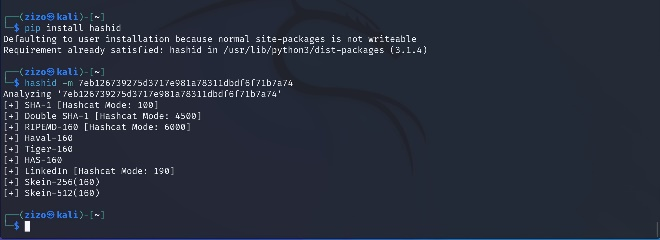 ┌──(zizo㉿kali)-[~]
└─$ pip install hashid
Defaulting to user installation because normal site-packages is not writeable
Requirement already satisfied: hashid in /usr/lib/python3/dist-packages (3.1.4)
┌──(zizo㉿kali)-[~]
└─$ hashid -m 7eb126739275d3717e981a78311dbdf6f71b7a74
Analyzing '7eb126739275d3717e981a78311dbdf6f71b7a74'
[+] SHA-1 [Hashcat Mode: 100]
[+] Double SHA-1 [Hashcat Mode: 4500]
[+] RIPEMD-160 [Hashcat Mode: 6000]
[+] Haval-160
[+] Tiger-160
[+] HAS-160
[+] LinkedIn [Hashcat Mode: 190]
[+] Skein-256(160)
[+] Skein-512(160)
┌──(zizo㉿kali)-[~]
└─$